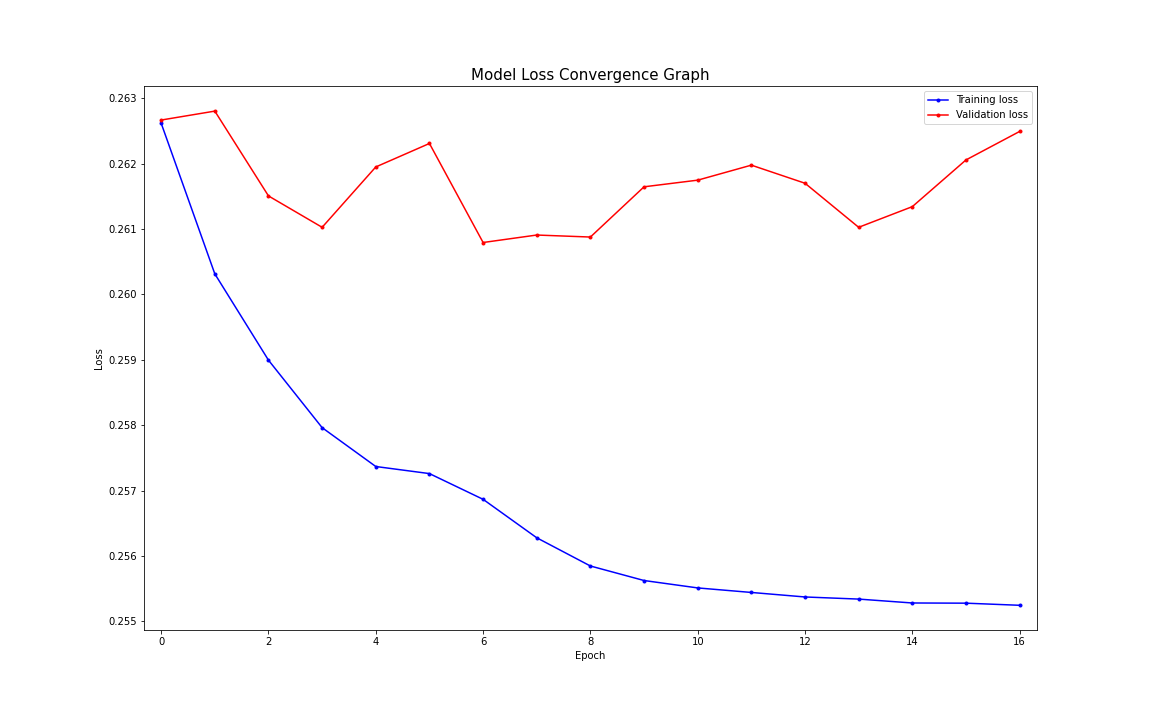 Model Loss Convergence Graph
Training loss
Validation loss
0.263
0.262
0.261
0.260
0.259
0.258
0.257
0.256
0.255
Loss
0 2 4 6 8 10 12 14 16
Epoch